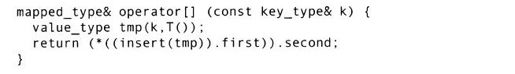 mapped_type& operator[] (const key_type& k) {
  value_type tmp(k,T());
  return (*((insert(tmp)).first)).second;
}